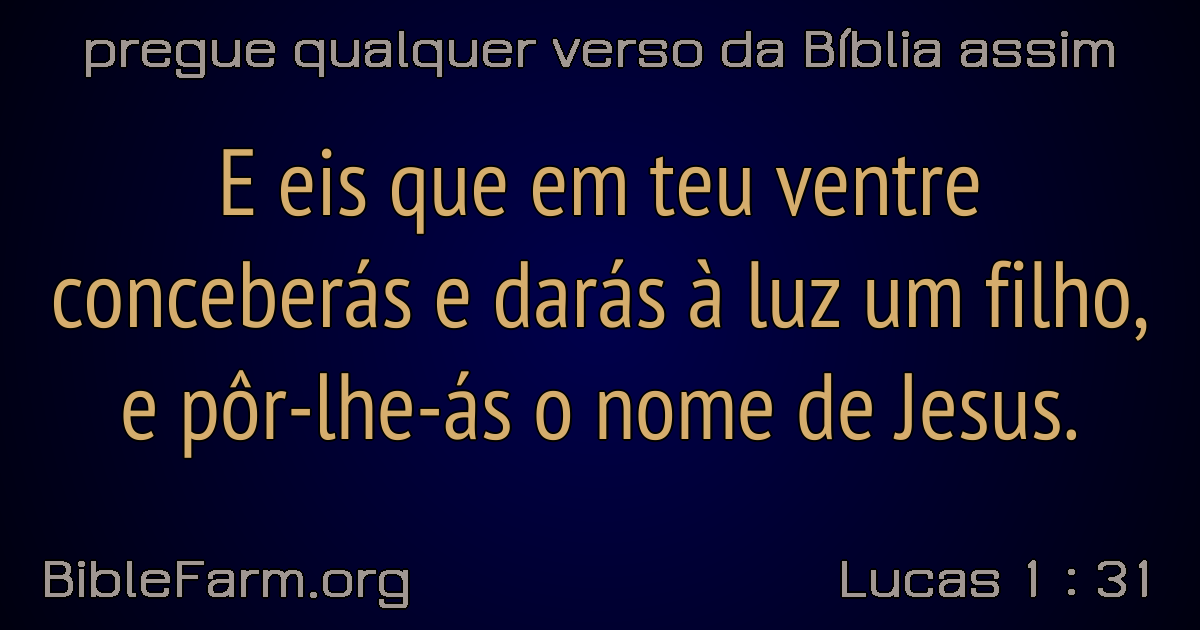 pregue qualquer verso da Bíblia assim
E eis que em teu ventre
conceberás e darás à luz um filho,
e pôr-lhe-ás o nome de Jesus.
BibleFarm.org
Lucas 1 : 31